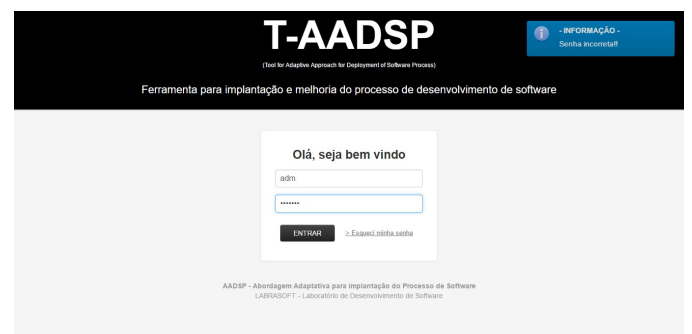 T-AADSP
- INFORMAÇÃO -
Senha incorreta!!
(Tool for Adaptive Approach for Deployment of Software Process)
Ferramenta para implantação e melhoria do processo de desenvolvimento de software
Olá, seja bem vindo
adm
•••••••
ENTRAR > Esqueci minha senha
AADSP - Abordagem Adaptativa para implantação do Processo de Software
LABRASOFT - Laboratório de Desenvolvimento de Software